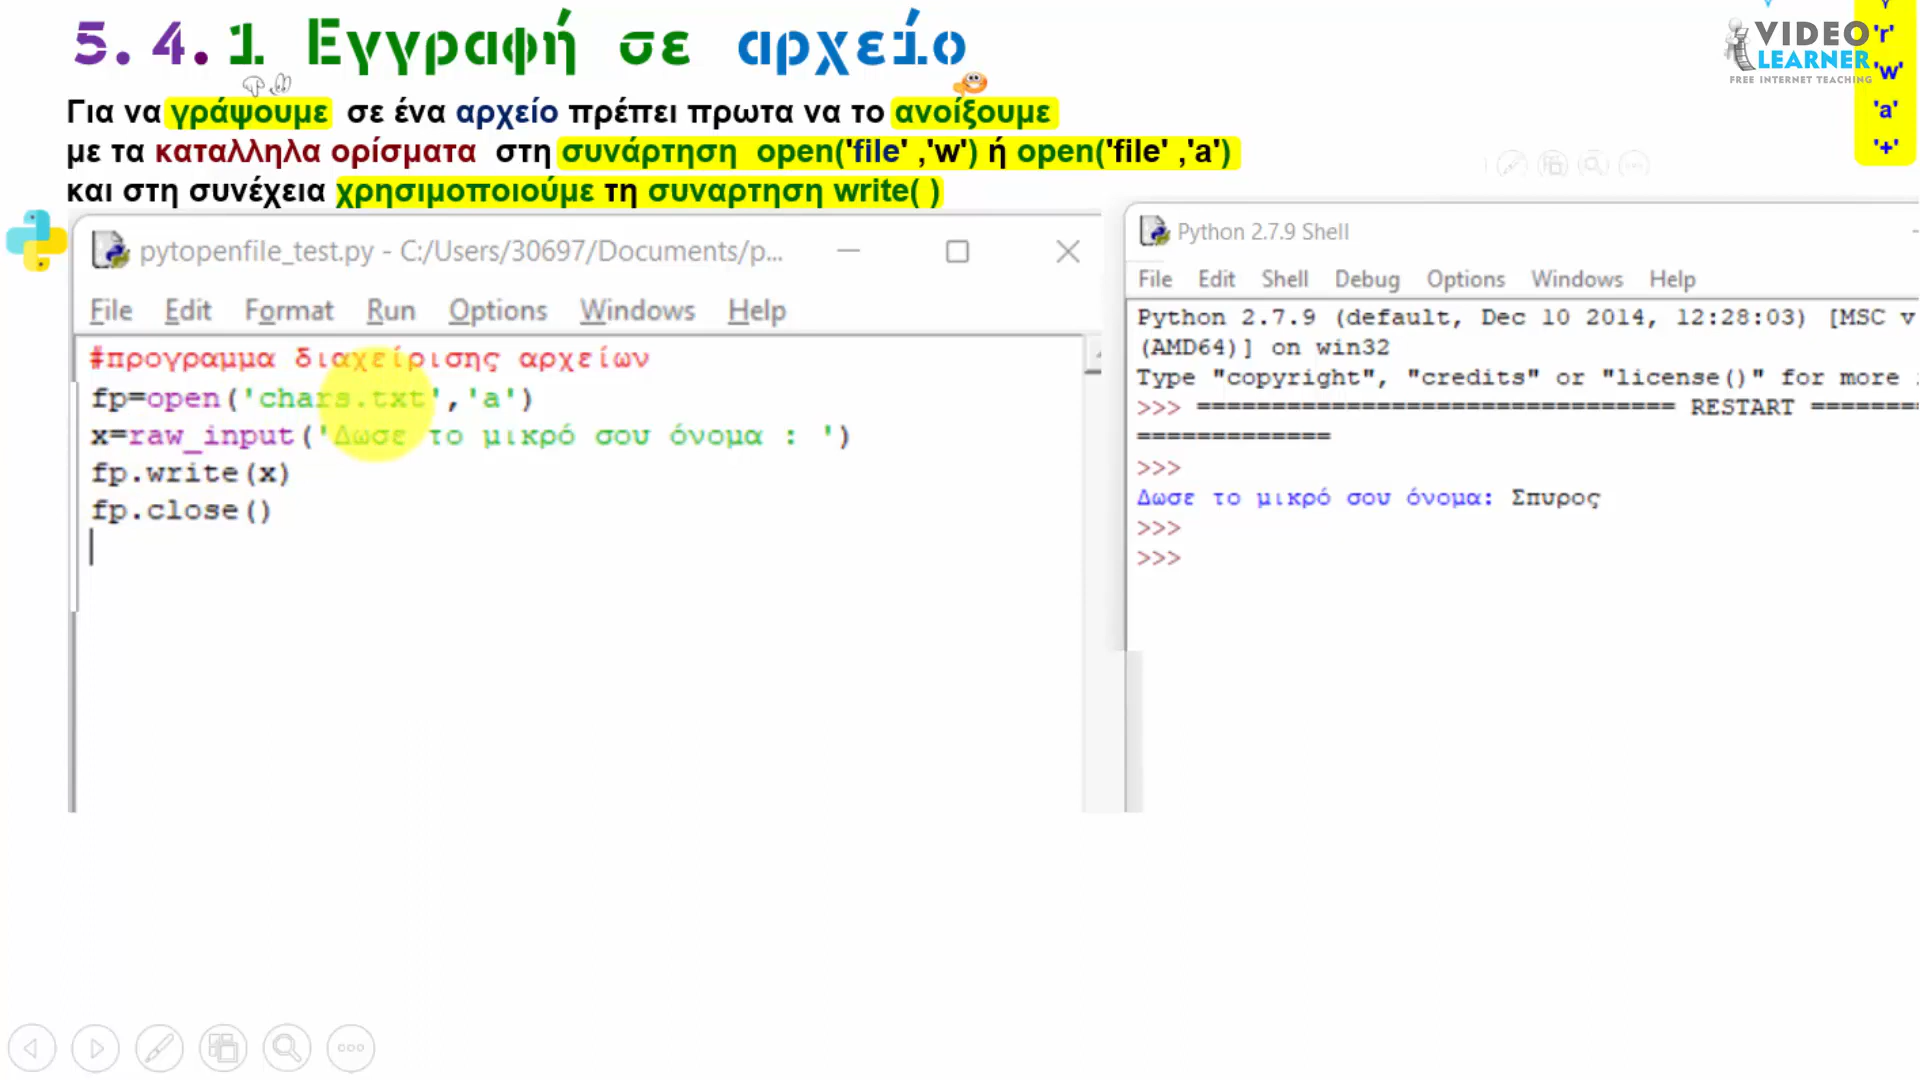 5.4.1 Εγγραφή σε αρχείο
VIDEO
LEARNER
FREE INTERNET TEACHING
'r'
'w'
'a'
'+'
Για να γράψουμε σε ένα αρχείο πρέπει πρωτα να το ανοίξουμε
με τα καταλληλα ορίσματα στη συνάρτηση open('file' ,'w') ή open('file' ,'a')
και στη συνέχεια χρησιμοποιούμε τη συναρτηση write( )
pytopenfile_test.py - C:/Users/30697/Documents/p...
File Edit Format Run Options Windows Help
#προγραμμα διαχείρισης αρχείων
fp=open('chars.txt','a')
x=raw_input('Δωσε το μικρό σου όνομα : ')
fp.write(x)
fp.close()
Python 2.7.9 Shell
File Edit Shell Debug Options Windows Help
Python 2.7.9 (default, Dec 10 2014, 12:28:03) [MSC v
(AMD64)] on win32
Type "copyright", "credits" or "license()" for more
>>> ================================ RESTART =======
=============
>>>
Δωσε το μικρό σου όνομα: Σπυρος
>>>
>>>